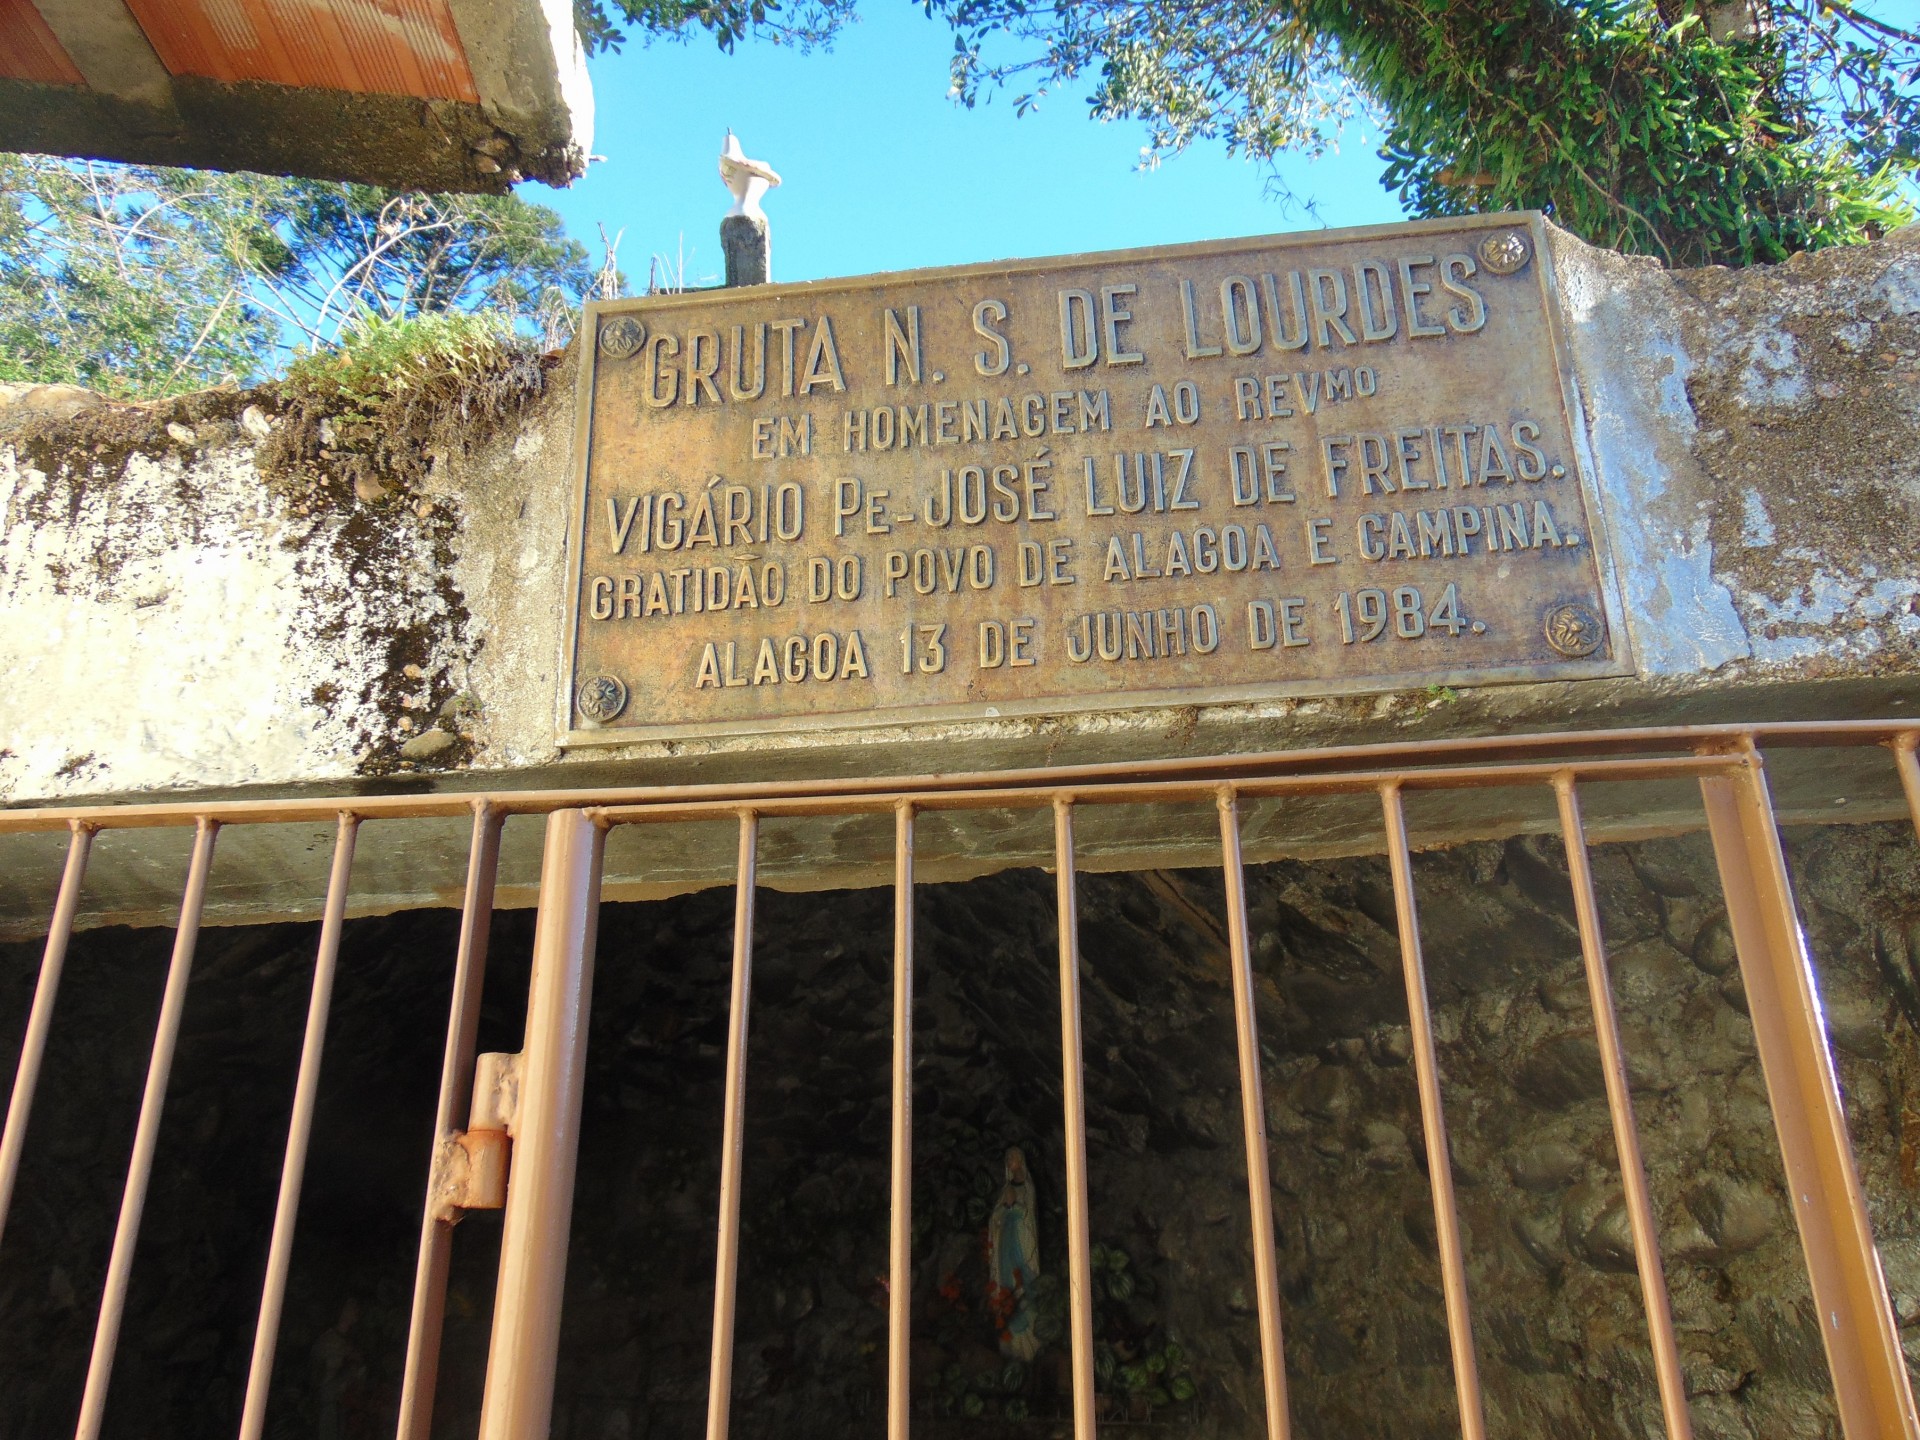 GRUTA N. S. DE LOURDES
EM HOMENAGEM AO REVMO
VIGÁRIO PE-JOSÉ LUIZ DE FREITAS.
GRATIDÃO DO POVO DE ALAGOA E CAMPINA.
ALAGOA 13 DE JUNHO DE 1984.